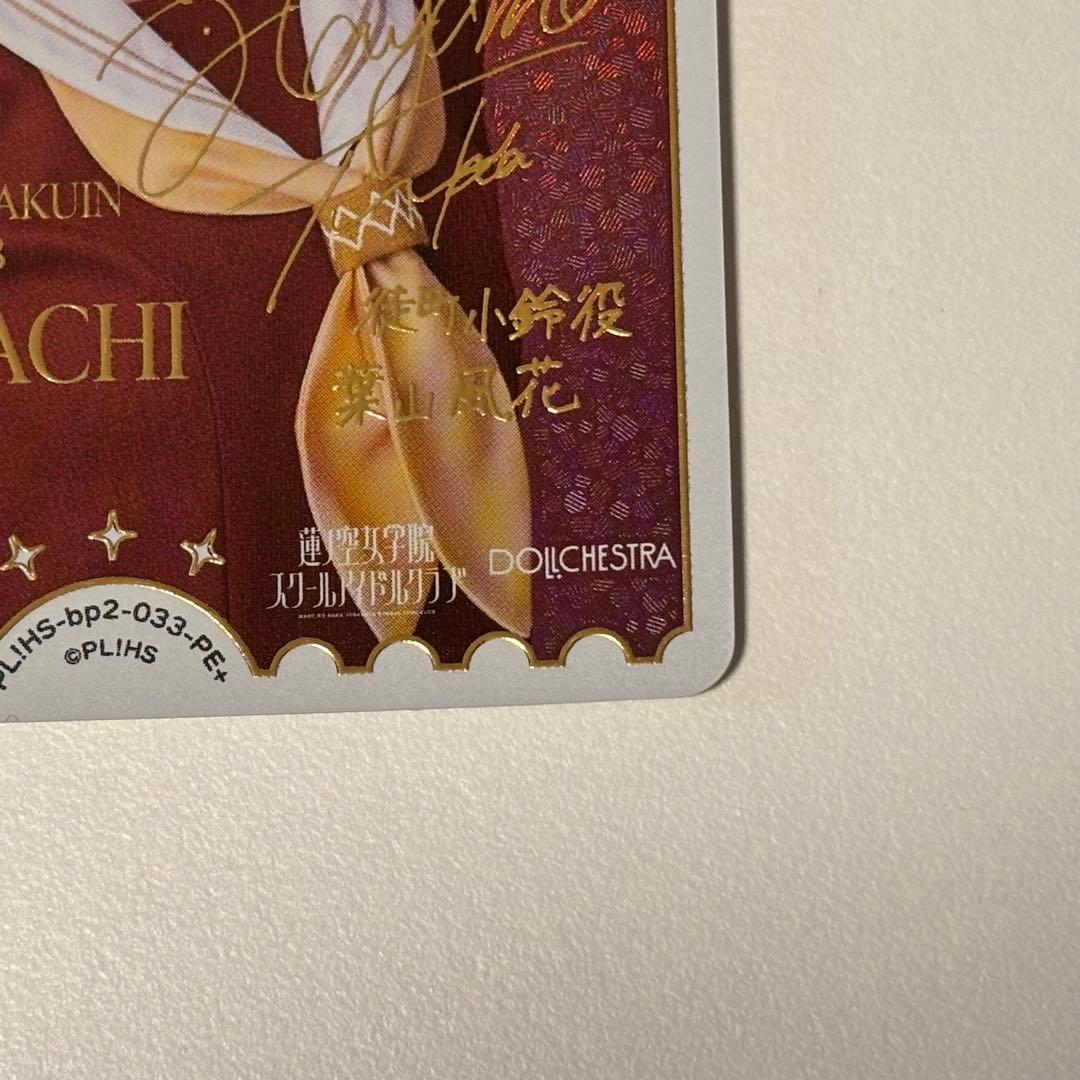 AKUIN
ACHI
徒町小鈴役
葉山風花
蓮ノ空女学院
スクールアイドルクラブ
DOLLCHESTRA
PL!HS-bp2-033-PE+
©PL!HS